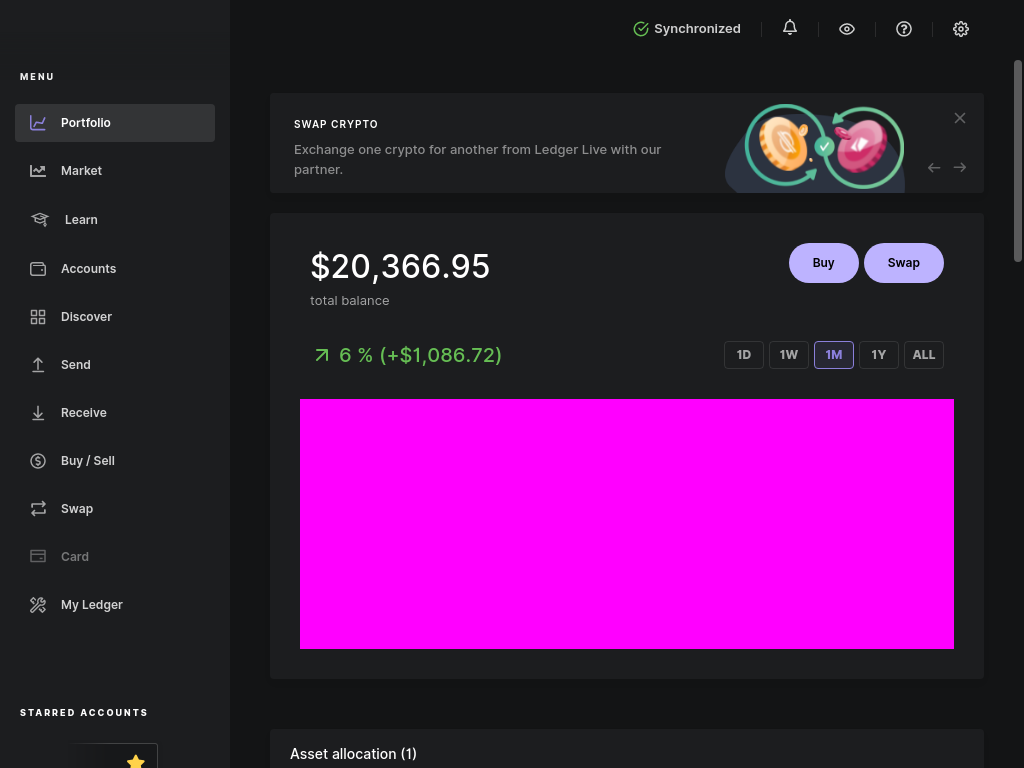 Synchronized
MENU
Portfolio
Market
Learn
Accounts
Discover
Send
Receive
Buy / Sell
Swap
Card
My Ledger
STARRED ACCOUNTS
SWAP CRYPTO
Exchange one crypto for another from Ledger Live with our
partner.
$20,366.95
total balance
Buy
Swap
6 % (+$1,086.72)
1D
1W
1M
1Y
ALL
Asset allocation (1)